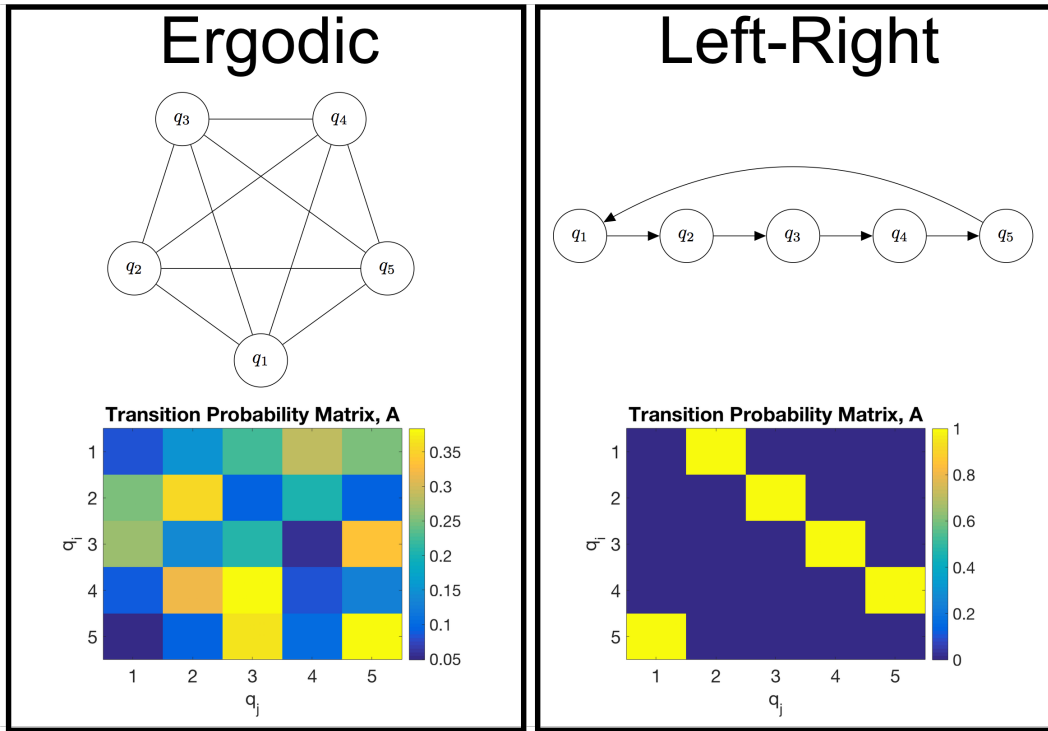 Ergodic
q3
q4
q2
q5
q1
Transition Probability Matrix, A
1
2
3
4
5
qi
1 2 3 4 5
qj
0.35
0.3
0.25
0.2
0.15
0.1
0.05
Left-Right
q1 q2 q3 q4 q5
Transition Probability Matrix, A
1
2
3
4
5
qi
1 2 3 4 5
qj
1
0.8
0.6
0.4
0.2
0